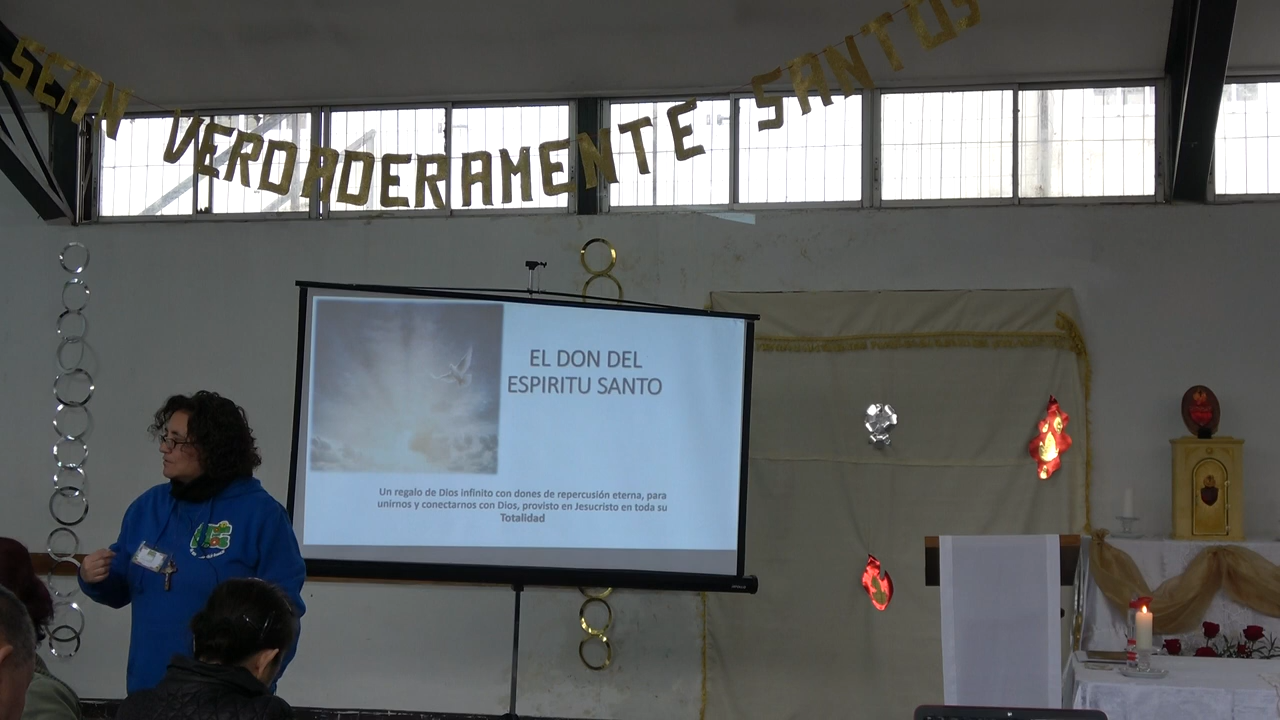 SEAN VERDADERAMENTE SANTOS
EL DON DEL
ESPIRITU SANTO
Un regalo de Dios infinito con dones de repercusión eterna, para
unirnos y conectarnos con Dios, provisto en Jesucristo en toda su
Totalidad